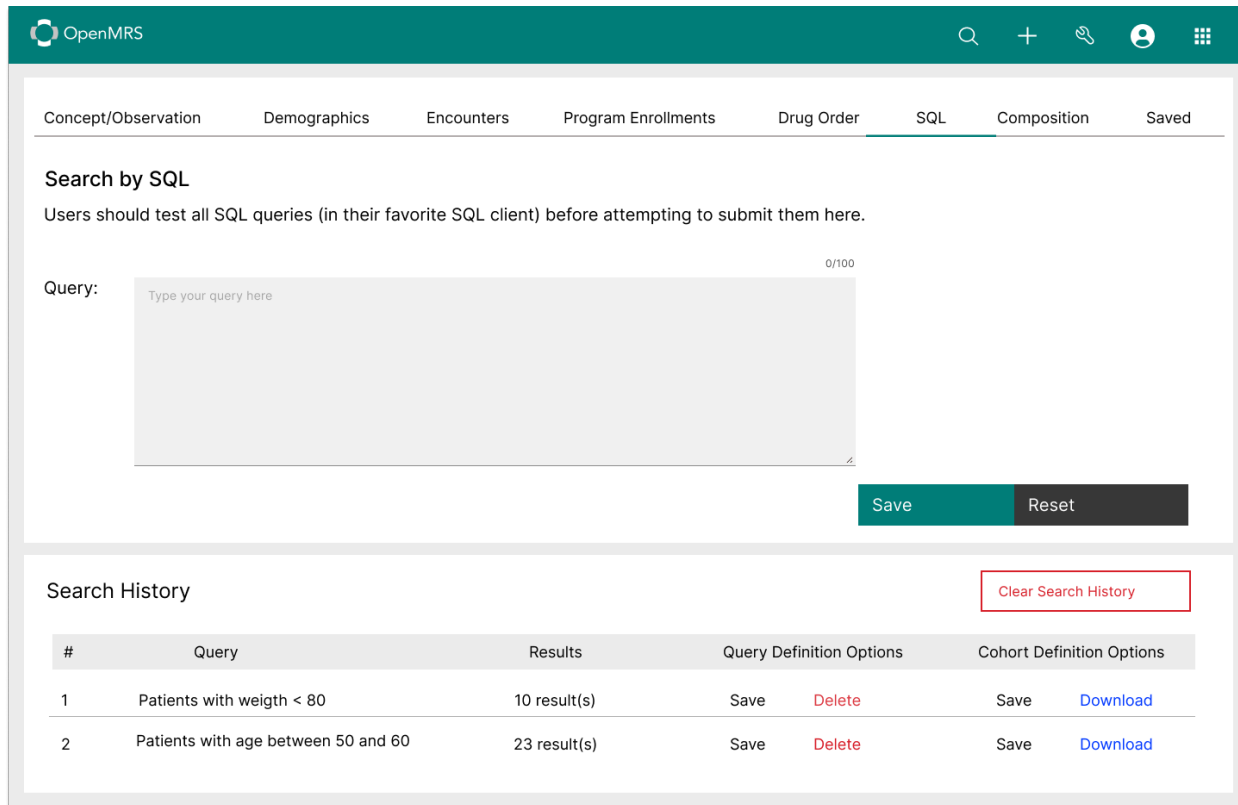 OpenMRS
Concept/Observation Demographics Encounters Program Enrollments Drug Order SQL Composition Saved
Search by SQL
Users should test all SQL queries (in their favorite SQL client) before attempting to submit them here.
0/100
Query:
Type your query here
Save Reset
Search History
Clear Search History
# Query Results Query Definition Options Cohort Definition Options
1 Patients with weigth < 80 10 result(s) Save Delete Save Download
2 Patients with age between 50 and 60 23 result(s) Save Delete Save Download